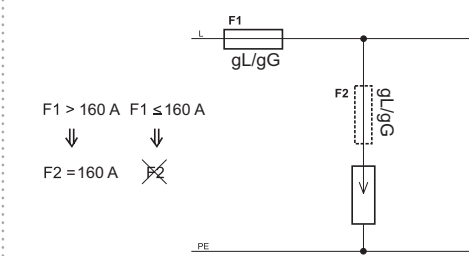 F1
L
gL/gG
F2
gL/gG
F1 > 160 A F1 ≤ 160 A
⇓ ⇓
F2 = 160 A F2
PE